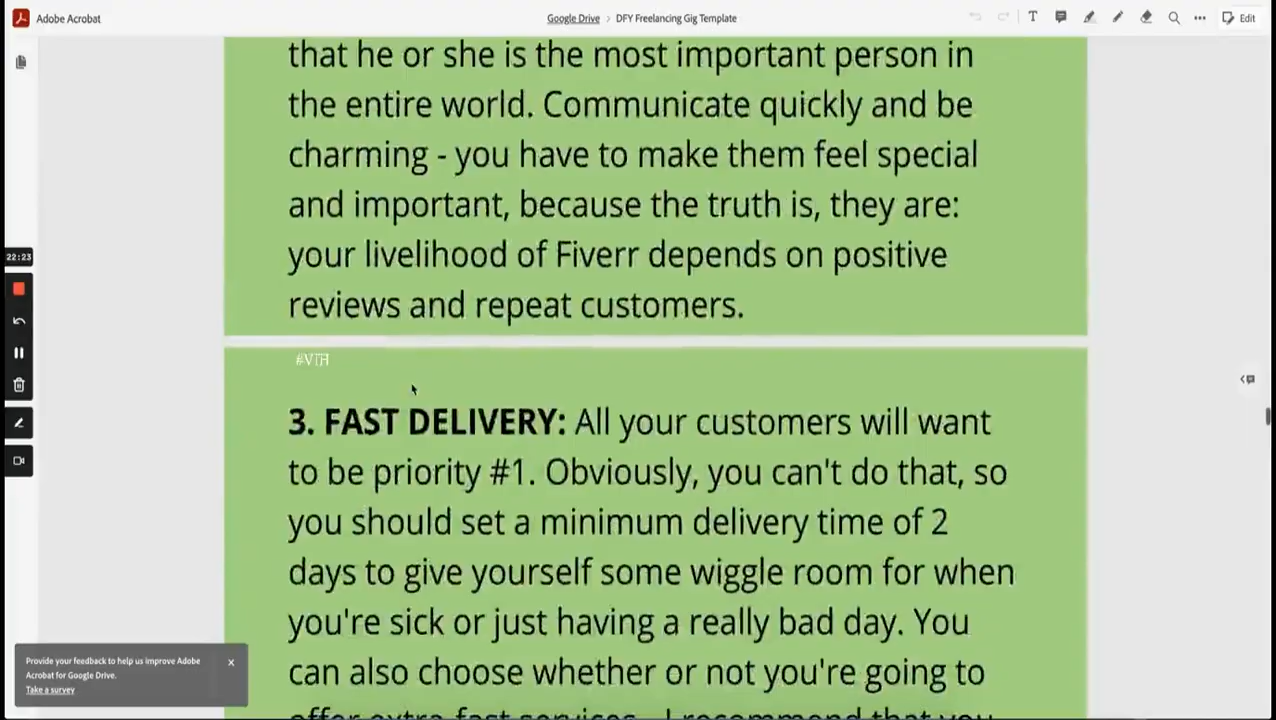 Adobe Acrobat
Google Drive > DFY Freelancing Gig Template
Edit
that he or she is the most important person in
the entire world. Communicate quickly and be
charming - you have to make them feel special
and important, because the truth is, they are:
your livelihood of Fiverr depends on positive
reviews and repeat customers.
22:23
#VTH
3. FAST DELIVERY: All your customers will want
to be priority #1. Obviously, you can't do that, so
you should set a minimum delivery time of 2
days to give yourself some wiggle room for when
you're sick or just having a really bad day. You
can also choose whether or not you're going to
offer extra fast services. I recommend that you
Provide your feedback to help us improve Adobe
Acrobat for Google Drive.
Take a survey